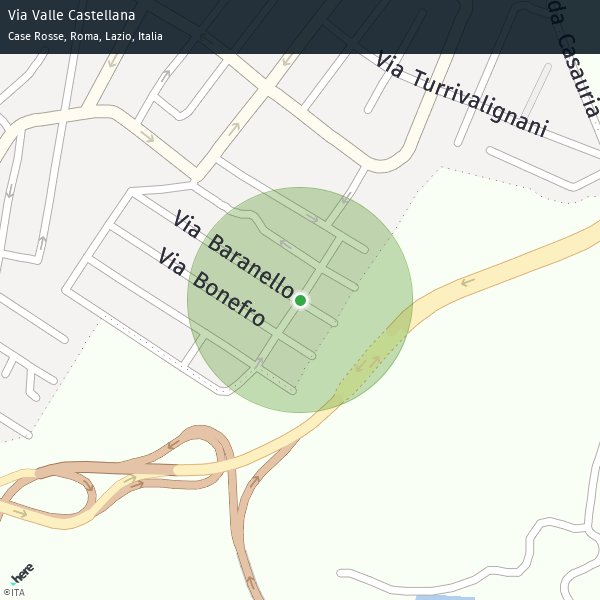 Via Valle Castellana
Case Rosse, Roma, Lazio, Italia
da Casauria
Via Turrivalignani
Via Baranello
Via Bonefro
here
©ITA